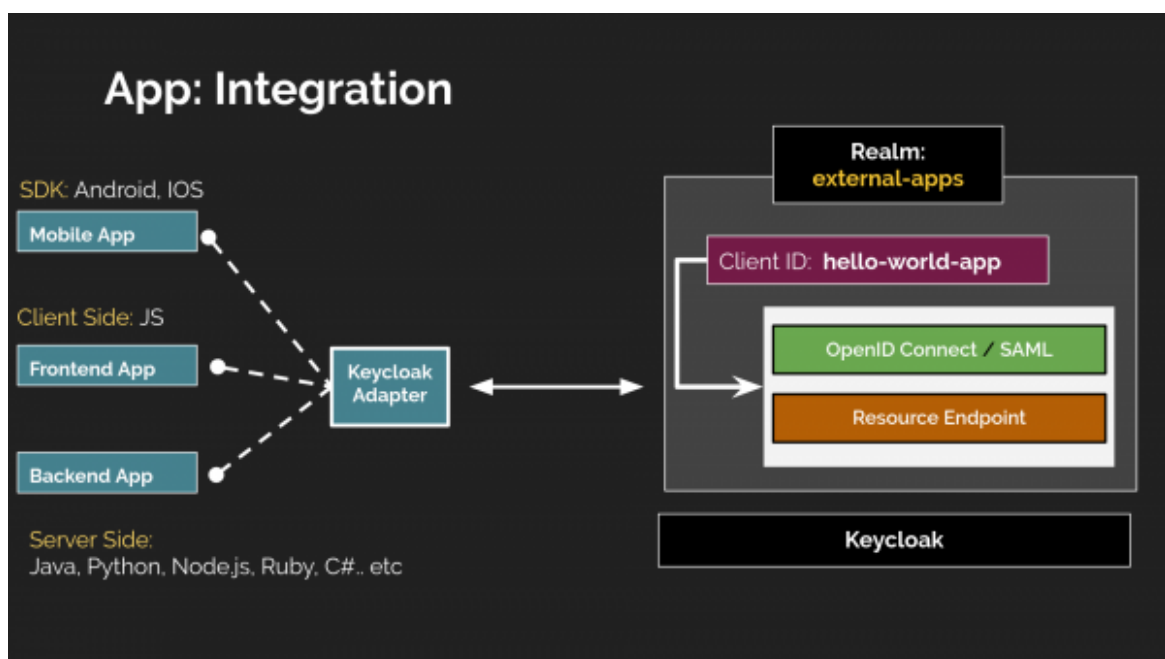 App: Integration
SDK: Android, IOS
Mobile App
Client Side: JS
Frontend App
Backend App
Server Side:
Java, Python, Node.js, Ruby, C#.. etc
Keycloak
Adapter
Realm:
external-apps
Client ID: hello-world-app
OpenID Connect / SAML
Resource Endpoint
Keycloak